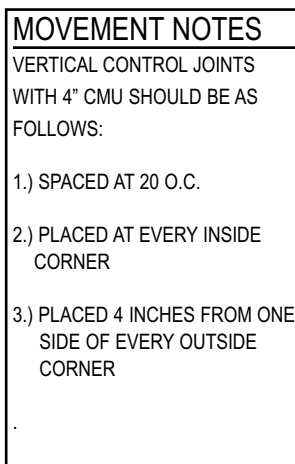 MOVEMENT NOTES
VERTICAL CONTROL JOINTS
WITH 4” CMU SHOULD BE AS
FOLLOWS:
1.) SPACED AT 20 O.C.
2.) PLACED AT EVERY INSIDE
CORNER
3.) PLACED 4 INCHES FROM ONE
SIDE OF EVERY OUTSIDE
CORNER
.